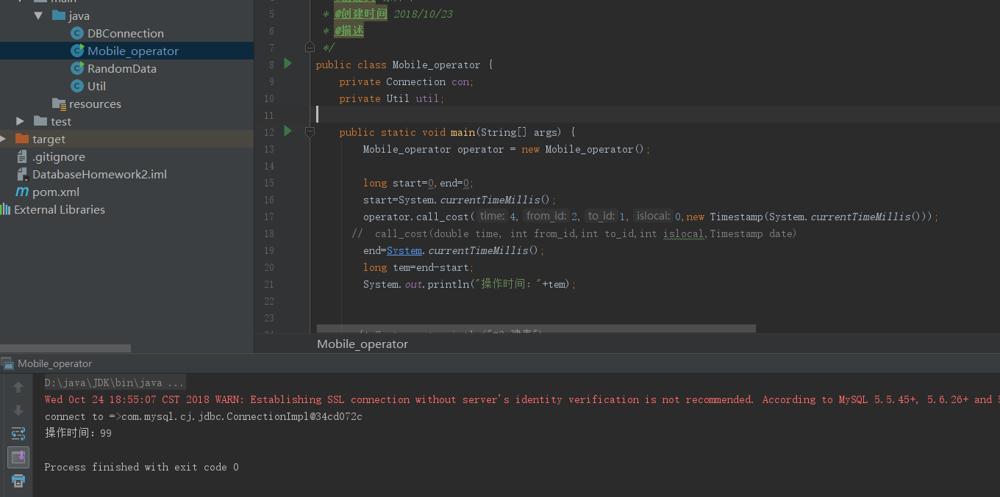 main
java
DBConnection
Mobile_operator
RandomData
Util
resources
test
target
.gitignore
DatabaseHomework2.iml
pom.xml
External Libraries
5 * @创建时间 2018/10/23
6 * @描述
7 */
8 public class Mobile_operator {
9 private Connection con;
10 private Util util;
11
12 public static void main(String[] args) {
13 Mobile_operator operator = new Mobile_operator();
14
15 long start=0,end=0;
16 start=System.currentTimeMillis();
17 operator.call_cost( time: 4, from_id: 2, to_id: 1, islocal: 0,new Timestamp(System.currentTimeMillis()));
18 // call_cost(double time, int from_id,int to_id,int islocal,Timestamp date)
19 end=System.currentTimeMillis();
20 long tem=end-start;
21 System.out.println("操作时间："+tem);
22
23
Mobile_operator
Mobile_operator
D:\java\JDK\bin\java ...
Wed Oct 24 18:55:07 CST 2018 WARN: Establishing SSL connection without server's identity verification is not recommended. According to MySQL 5.5.45+, 5.6.26+ and
connect to =>com.mysql.cj.jdbc.ConnectionImpl@34cd072c
操作时间：99
Process finished with exit code 0